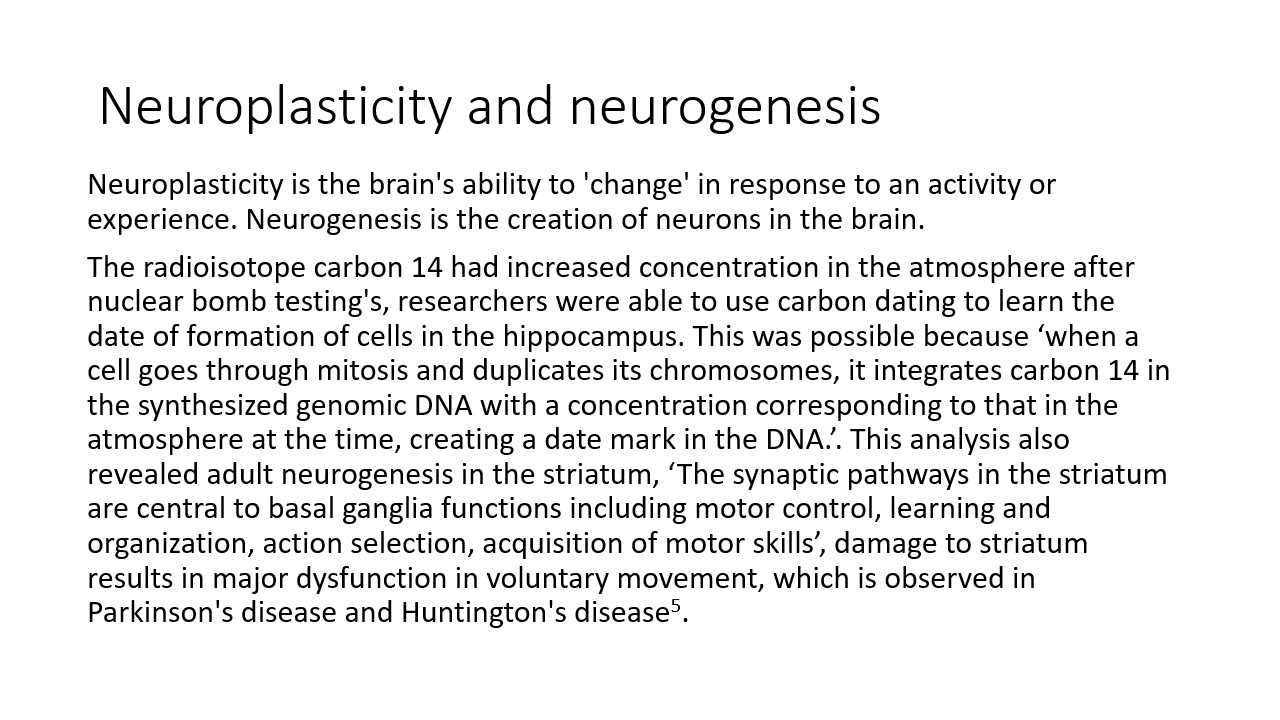 Neuroplasticity and neurogenesis
Neuroplasticity is the brain's ability to 'change' in response to an activity or
experience. Neurogenesis is the creation of neurons in the brain.
The radioisotope carbon 14 had increased concentration in the atmosphere after
nuclear bomb testing's, researchers were able to use carbon dating to learn the
date of formation of cells in the hippocampus. This was possible because ‘when a
cell goes through mitosis and duplicates its chromosomes, it integrates carbon 14 in
the synthesized genomic DNA with a concentration corresponding to that in the
atmosphere at the time, creating a date mark in the DNA.’. This analysis also
revealed adult neurogenesis in the striatum, ‘The synaptic pathways in the striatum
are central to basal ganglia functions including motor control, learning and
organization, action selection, acquisition of motor skills’, damage to striatum
results in major dysfunction in voluntary movement, which is observed in
Parkinson's disease and Huntington's disease⁵.